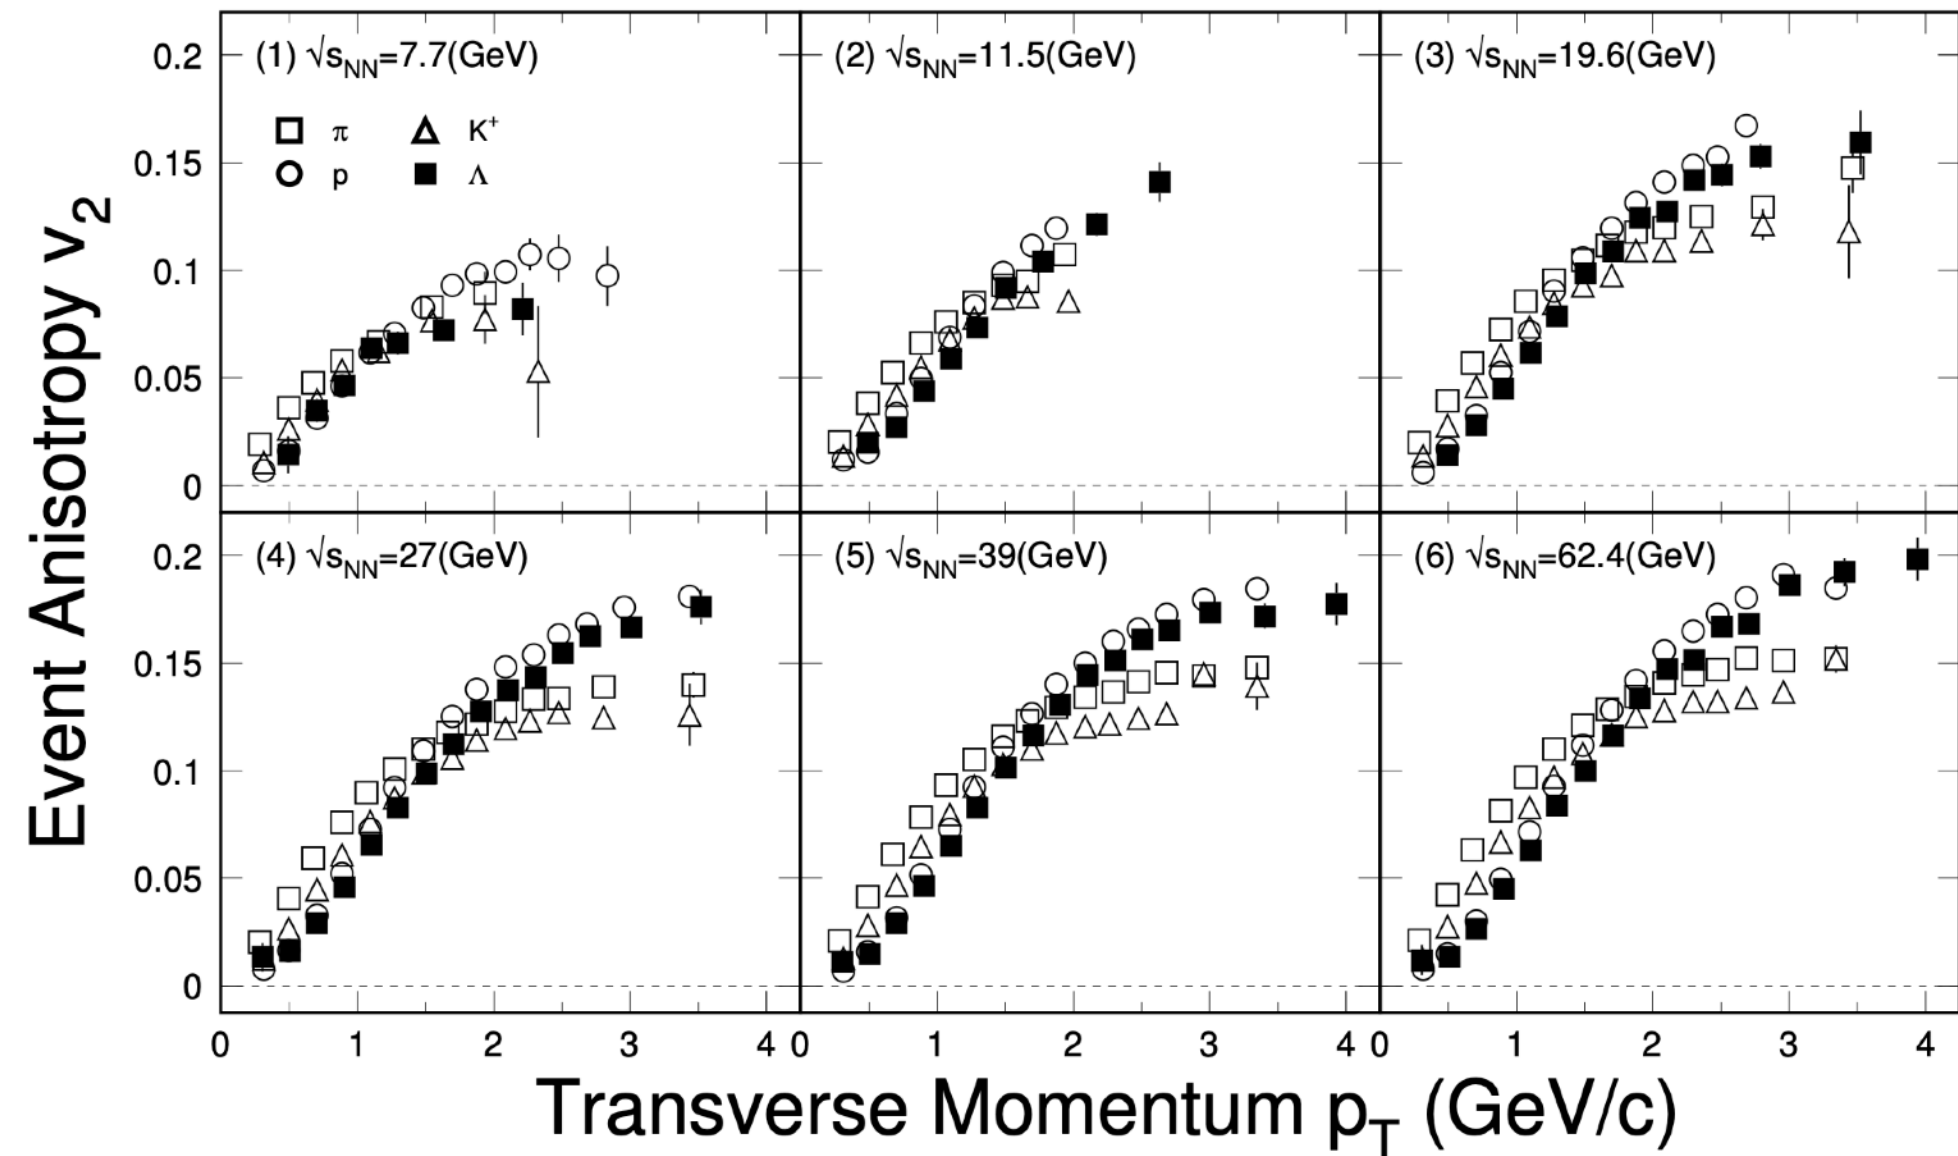 Event Anisotropy v₂
(1) √sNN=7.7(GeV)
π K⁺
p Λ
(2) √sNN=11.5(GeV)
(3) √sNN=19.6(GeV)
0.2
0.15
0.1
0.05
0
(4) √sNN=27(GeV)
(5) √sNN=39(GeV)
(6) √sNN=62.4(GeV)
0.2
0.15
0.1
0.05
0
0 1 2 3 4 0 1 2 3 4 0 1 2 3 4
Transverse Momentum pT (GeV/c)